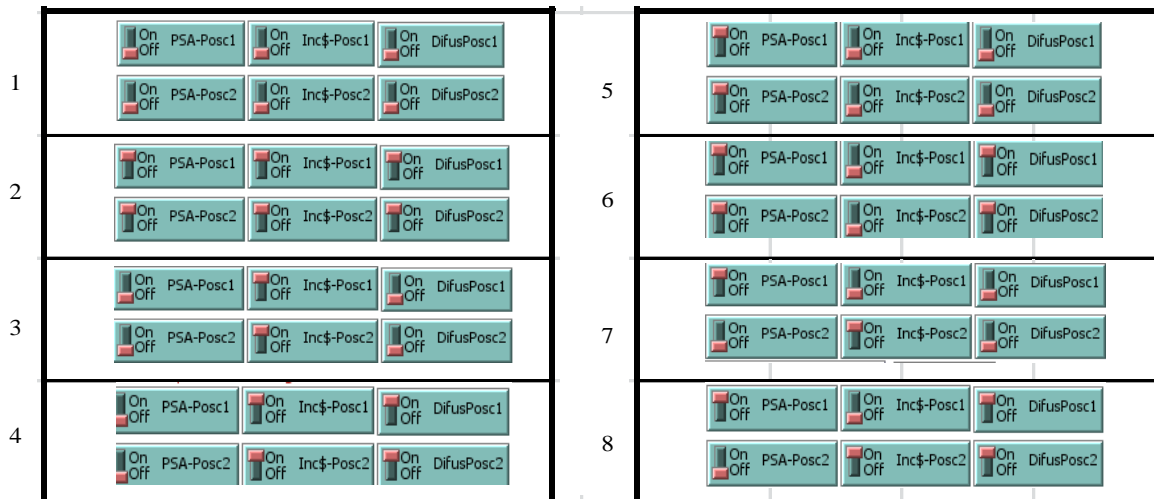 1
On Off PSA-Posc1 On Off Inc$-Posc1 On Off DifusPosc1
On Off PSA-Posc2 On Off Inc$-Posc2 On Off DifusPosc2
2
On Off PSA-Posc1 On Off Inc$-Posc1 On Off DifusPosc1
On Off PSA-Posc2 On Off Inc$-Posc2 On Off DifusPosc2
3
On Off PSA-Posc1 On Off Inc$-Posc1 On Off DifusPosc1
On Off PSA-Posc2 On Off Inc$-Posc2 On Off DifusPosc2
4
On Off PSA-Posc1 On Off Inc$-Posc1 On Off DifusPosc1
On Off PSA-Posc2 On Off Inc$-Posc2 On Off DifusPosc2
5
On Off PSA-Posc1 On Off Inc$-Posc1 On Off DifusPosc1
On Off PSA-Posc2 On Off Inc$-Posc2 On Off DifusPosc2
6
On Off PSA-Posc1 On Off Inc$-Posc1 On Off DifusPosc1
On Off PSA-Posc2 On Off Inc$-Posc2 On Off DifusPosc2
7
On Off PSA-Posc1 On Off Inc$-Posc1 On Off DifusPosc1
On Off PSA-Posc2 On Off Inc$-Posc2 On Off DifusPosc2
8
On Off PSA-Posc1 On Off Inc$-Posc1 On Off DifusPosc1
On Off PSA-Posc2 On Off Inc$-Posc2 On Off DifusPosc2